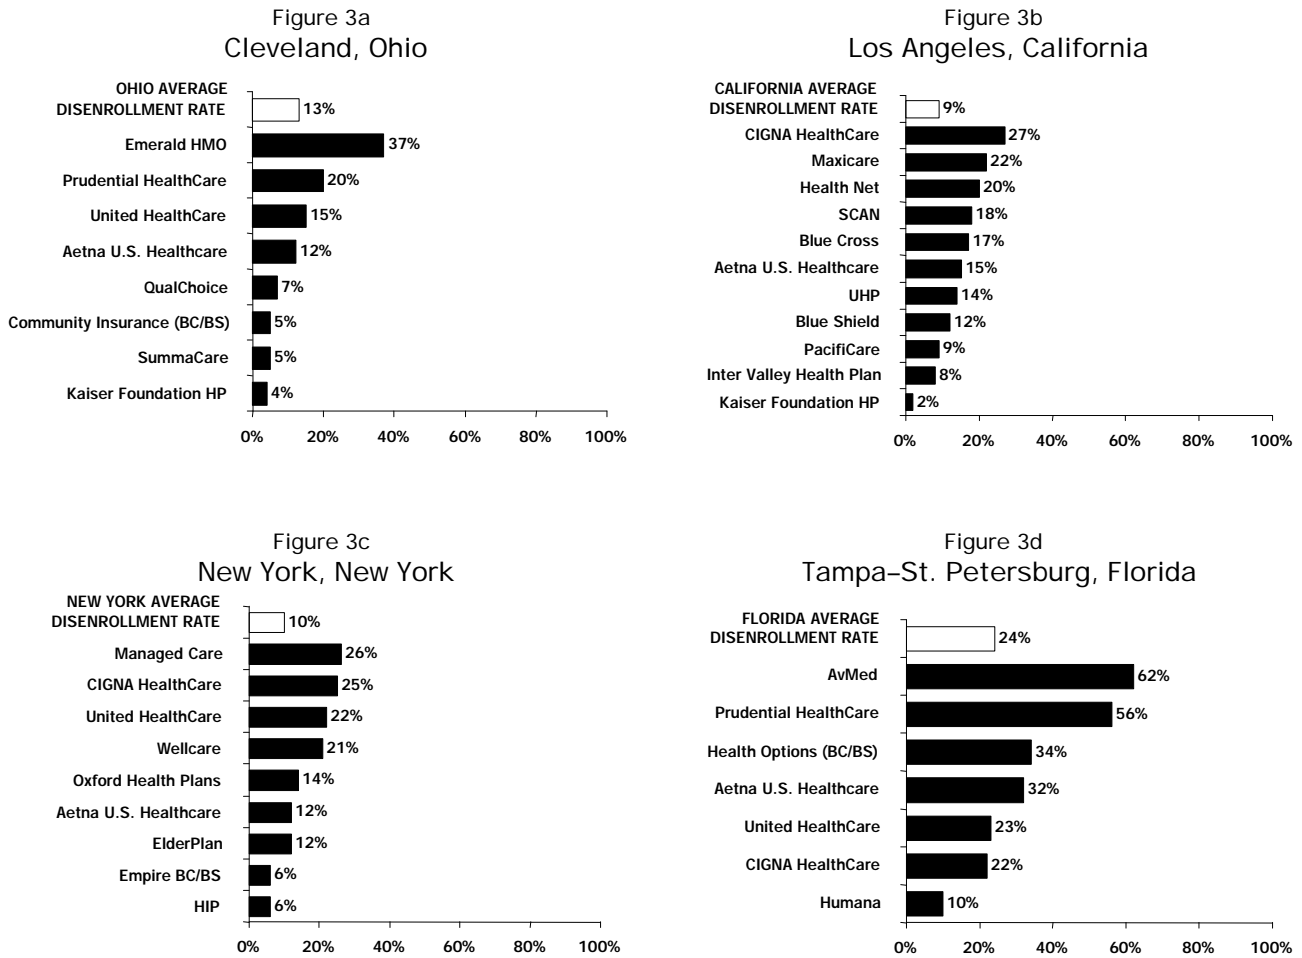 Figure 3a
Cleveland, Ohio
OHIO AVERAGE
DISENROLLMENT RATE 13%
Emerald HMO 37%
Prudential HealthCare 20%
United HealthCare 15%
Aetna U.S. Healthcare 12%
QualChoice 7%
Community Insurance (BC/BS) 5%
SummaCare 5%
Kaiser Foundation HP 4%
0% 20% 40% 60% 80% 100%
Figure 3b
Los Angeles, California
CALIFORNIA AVERAGE
DISENROLLMENT RATE 9%
CIGNA HealthCare 27%
Maxicare 22%
Health Net 20%
SCAN 18%
Blue Cross 17%
Aetna U.S. Healthcare 15%
UHP 14%
Blue Shield 12%
PacifiCare 9%
Inter Valley Health Plan 8%
Kaiser Foundation HP 2%
0% 20% 40% 60% 80% 100%
Figure 3c
New York, New York
NEW YORK AVERAGE
DISENROLLMENT RATE 10%
Managed Care 26%
CIGNA HealthCare 25%
United HealthCare 22%
Wellcare 21%
Oxford Health Plans 14%
Aetna U.S. Healthcare 12%
ElderPlan 12%
Empire BC/BS 6%
HIP 6%
0% 20% 40% 60% 80% 100%
Figure 3d
Tampa–St. Petersburg, Florida
FLORIDA AVERAGE
DISENROLLMENT RATE 24%
AvMed 62%
Prudential HealthCare 56%
Health Options (BC/BS) 34%
Aetna U.S. Healthcare 32%
United HealthCare 23%
CIGNA HealthCare 22%
Humana 10%
0% 20% 40% 60% 80% 100%